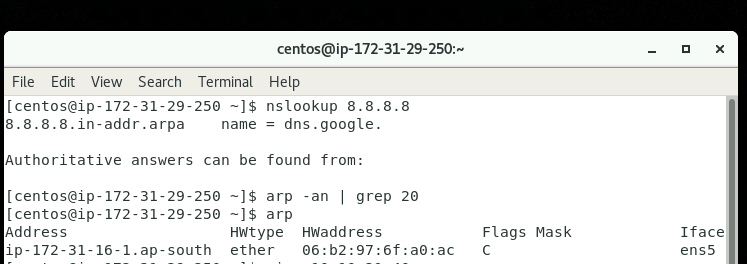 centos@ip-172-31-29-250:~
File Edit View Search Terminal Help
[centos@ip-172-31-29-250 ~]$ nslookup 8.8.8.8
8.8.8.8.in-addr.arpa    name = dns.google.
Authoritative answers can be found from:
[centos@ip-172-31-29-250 ~]$ arp -an | grep 20
[centos@ip-172-31-29-250 ~]$ arp
Address                  HWtype  HWaddress           Flags Mask            Iface
ip-172-31-16-1.ap-south  ether   06:b2:97:6f:a0:ac   C                     ens5